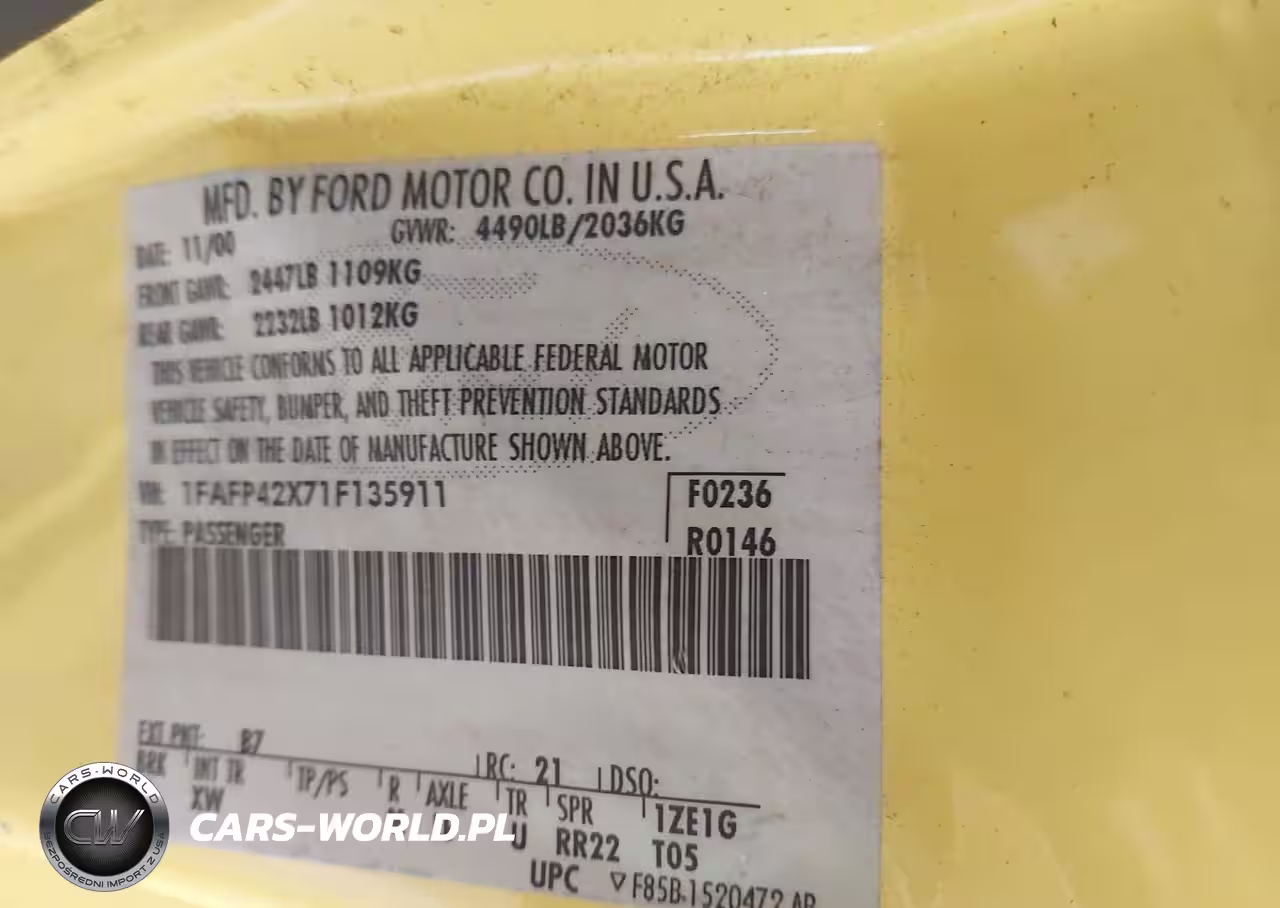 MFD. BY FORD MOTOR CO. IN U.S.A.
DATE: 11/00 GVWR: 4490LB/2036KG
FRONT GAWR: 2447LB 1109KG
REAR GAWR: 2232LB 1012KG
THIS VEHICLE CONFORMS TO ALL APPLICABLE FEDERAL MOTOR
VEHICLE SAFETY, BUMPER, AND THEFT PREVENTION STANDARDS
IN EFFECT ON THE DATE OF MANUFACTURE SHOWN ABOVE.
VIN: 1FAFP42X71F135911 F0236
TYPE: PASSENGER R0146
EXT PNT: B7 RC: 21 DSO:
BRK INT TR TP/PS R AXLE TR SPR 1ZE1G
XW U RR22 T05
UPC F85B-1520472
CARS-WORLD
CW
BEZPOŚREDNI IMPORT Z USA
CARS-WORLD.PL